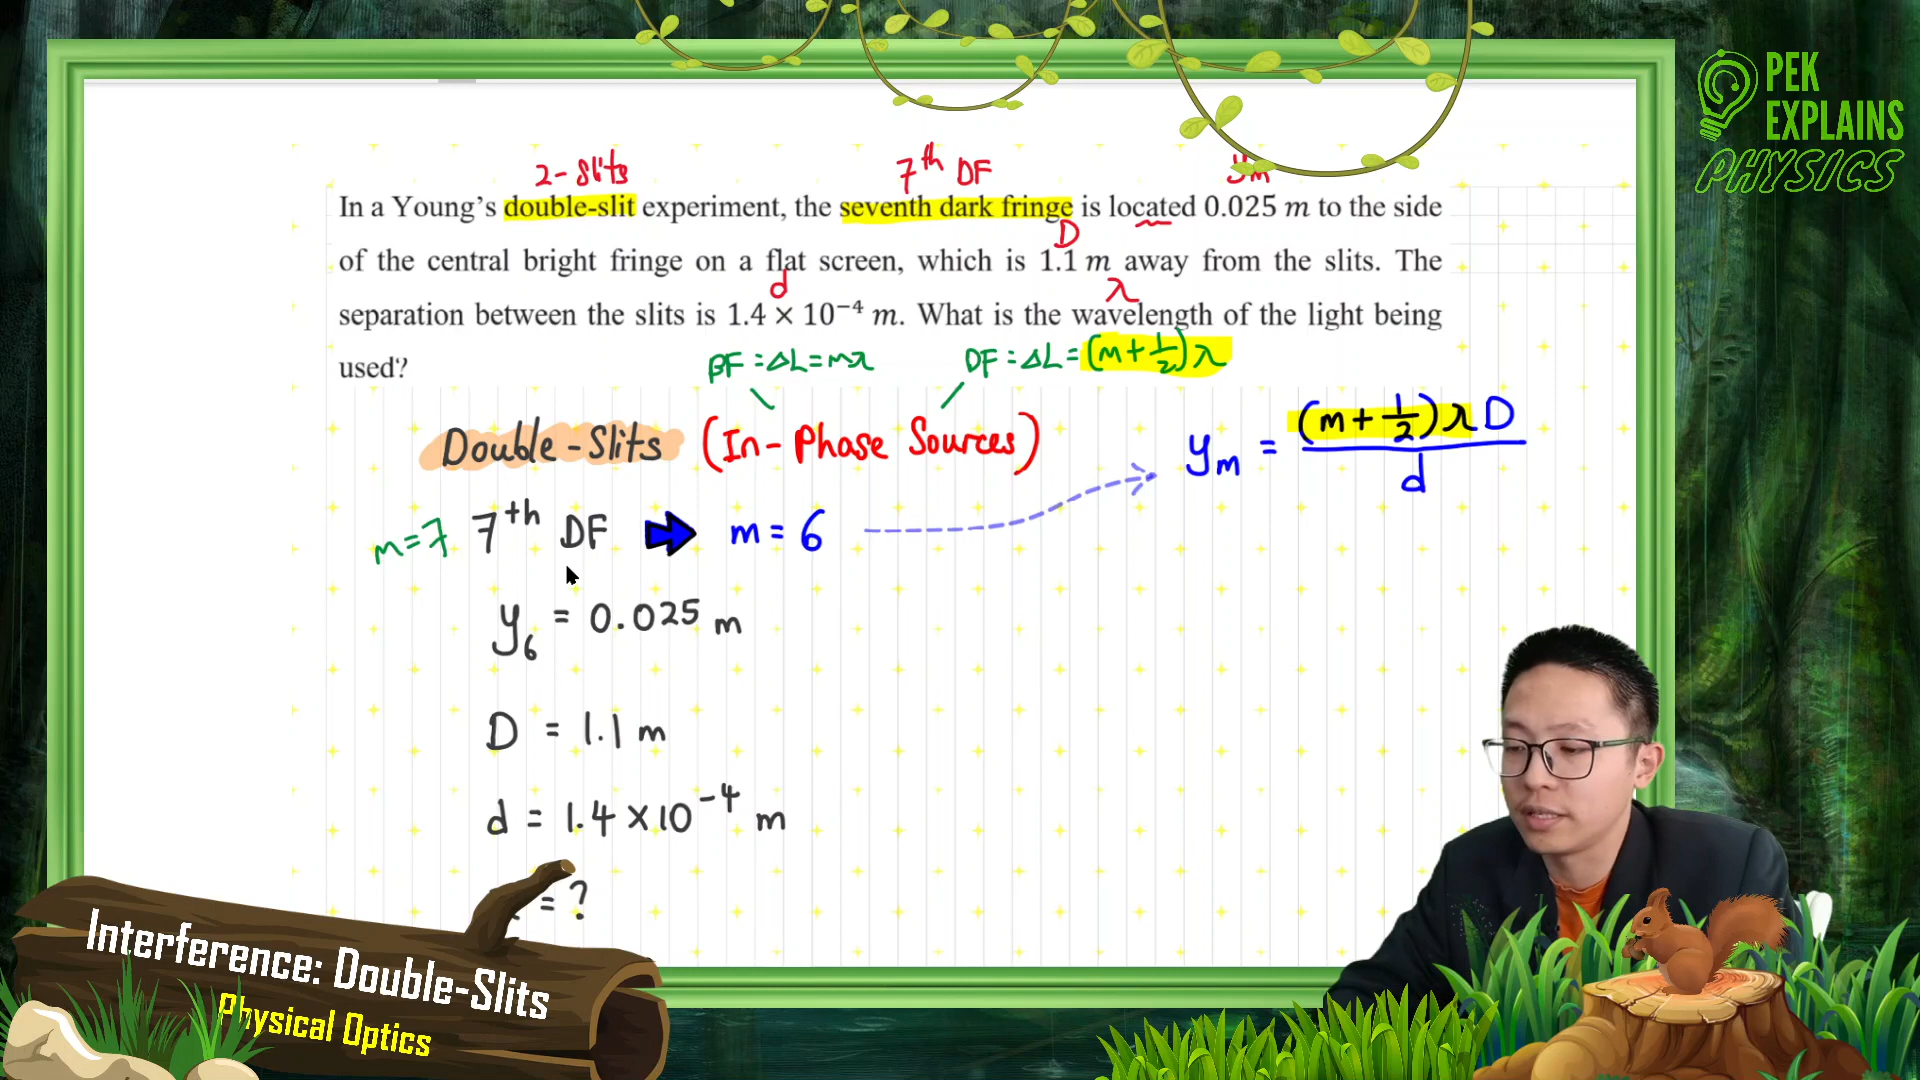 PEK
EXPLAINS
PHYSICS
2-Slits
7th DF
ym
In a Young's double-slit experiment, the seventh dark fringe is located 0.025 m to the side
D
of the central bright fringe on a flat screen, which is 1.1 m away from the slits. The
d
λ
separation between the slits is 1.4 × 10⁻⁴ m. What is the wavelength of the light being
used?
BF : ΔL = mλ
DF : ΔL = (m + 1/2) λ
Double-Slits (In-Phase Sources)
ym = (m + 1/2) λ D / d
m=7 7th DF ➡ m = 6
y6 = 0.025 m
D = 1.1 m
d = 1.4 × 10⁻⁴ m
= ?
Interference: Double-Slits
Physical Optics